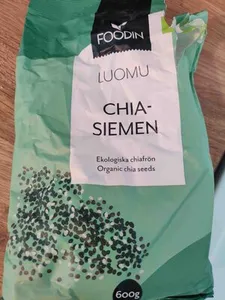 FOODIN
LUOMU
CHIA-
SIEMEN
Ekologiska chiafrön
Organic chia seeds
600g